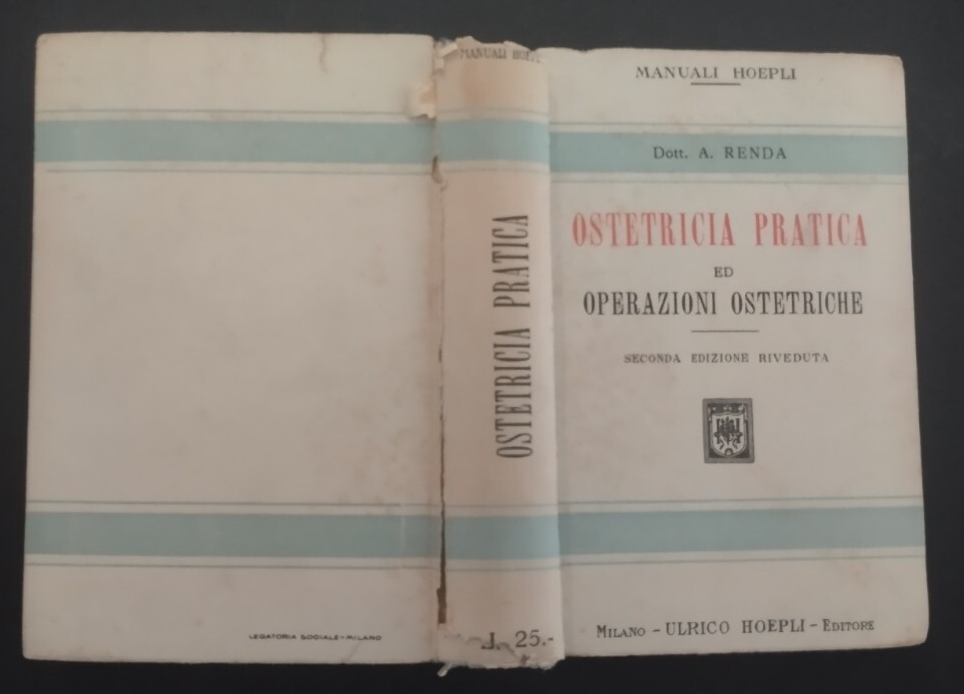 MANUALI HOEPLI
Dott. A. RENDA
OSTETRICIA PRATICA
ED
OPERAZIONI OSTETRICHE
SECONDA EDIZIONE RIVEDUTA
MILANO - ULRICO HOEPLI - EDITORE
MANUALI
OSTETRICIA PRATICA
25.-
LEGATORIA SOCIALE - MILANO